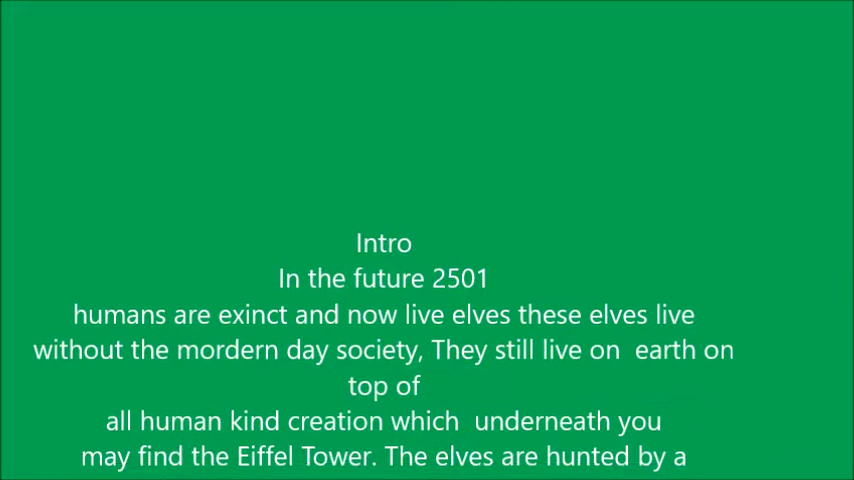 Intro
In the future 2501
humans are exinct and now live elves these elves live
without the mordern day society, They still live on  earth on
top of
all human kind creation which  underneath you
may find the Eiffel Tower. The elves are hunted by a